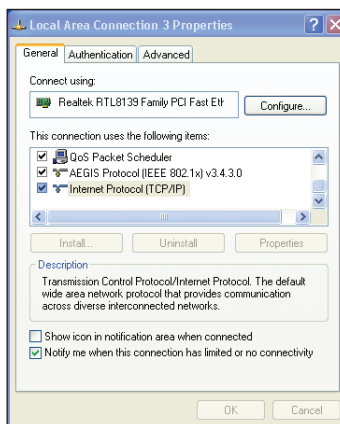 Local Area Connection 3 Properties
General
Authentication
Advanced
Connect using:
Realtek RTL8139 Family PCI Fast Eth
Configure...
This connection uses the following items:
QoS Packet Scheduler
AEGIS Protocol (IEEE 802.1x) v3.4.3.0
Internet Protocol (TCP/IP)
Install...
Uninstall
Properties
Description
Transmission Control Protocol/Internet Protocol. The default
wide area network protocol that provides communication
across diverse interconnected networks.
Show icon in notification area when connected
Notify me when this connection has limited or no connectivity
OK
Cancel